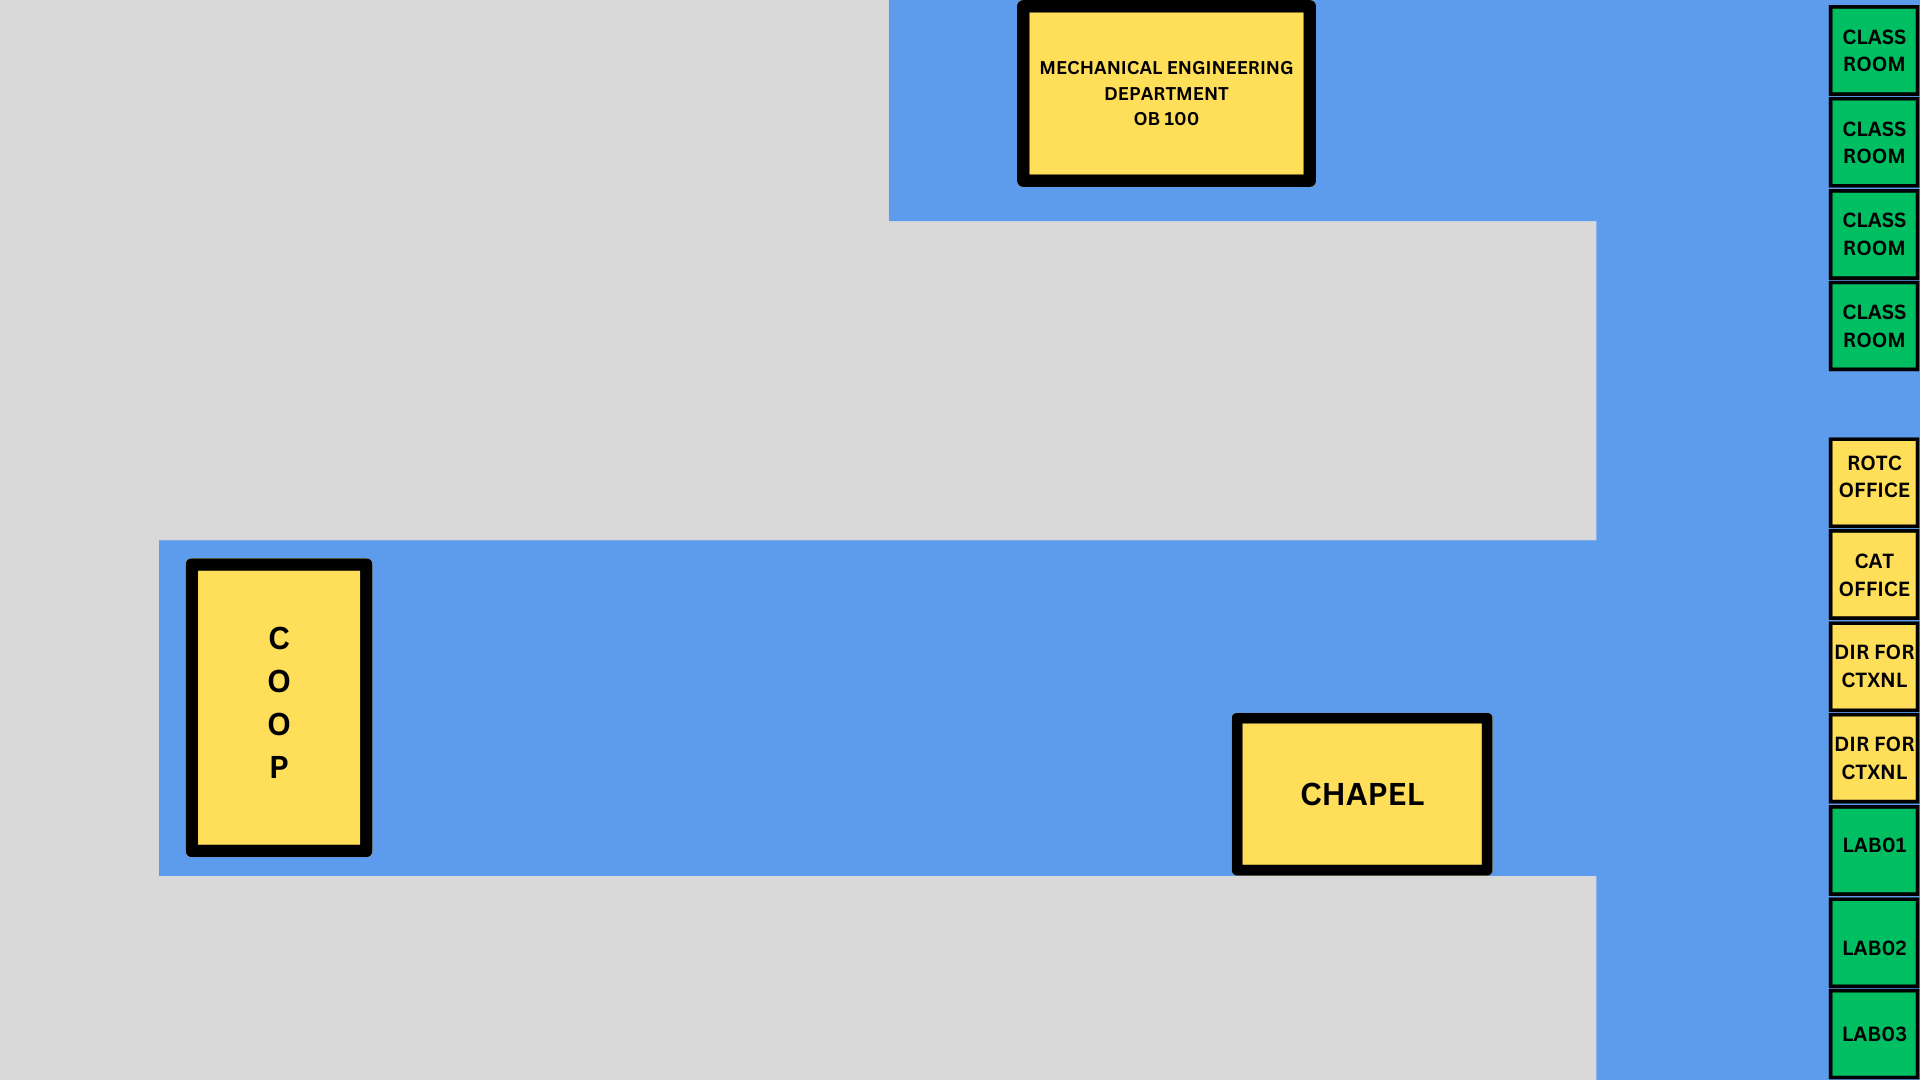 MECHANICAL ENGINEERING
DEPARTMENT
OB 100
CLASS
ROOM
CLASS
ROOM
CLASS
ROOM
CLASS
ROOM
ROTC
OFFICE
CAT
OFFICE
DIR FOR
CTXNL
DIR FOR
CTXNL
LAB01
LAB02
LAB03
C
O
O
P
CHAPEL